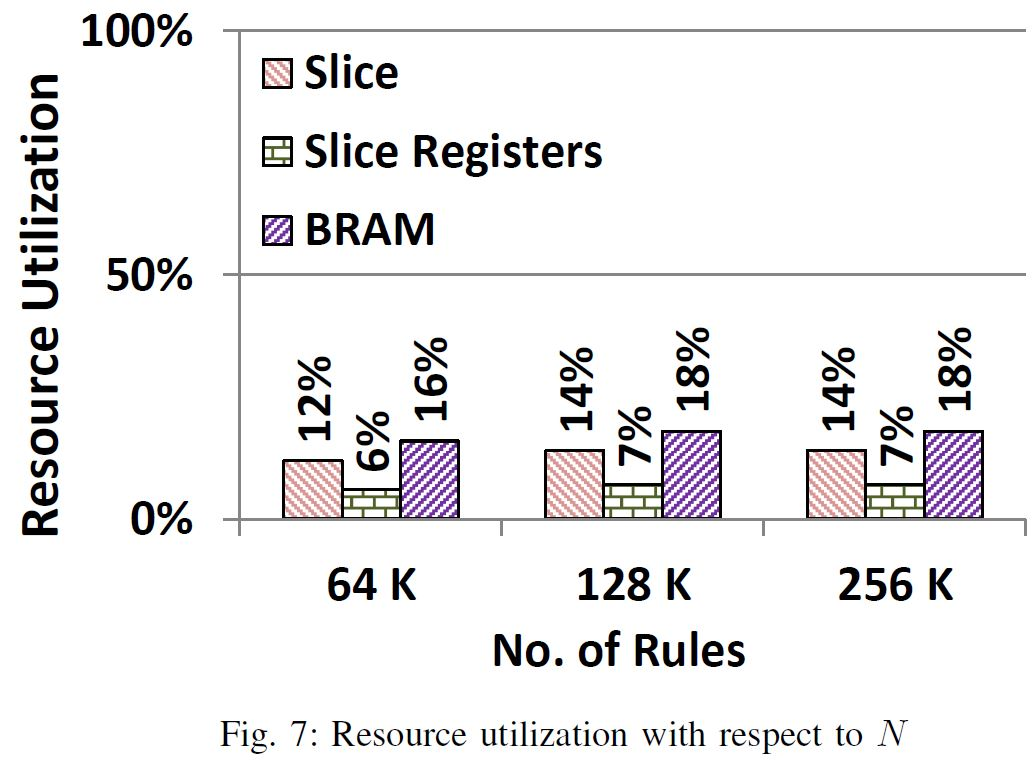 100%
Slice
Slice Registers
BRAM
50%
0%
Resource Utilization
12%
6%
16%
14%
7%
18%
14%
7%
18%
64 K
128 K
256 K
No. of Rules
Fig. 7: Resource utilization with respect to N